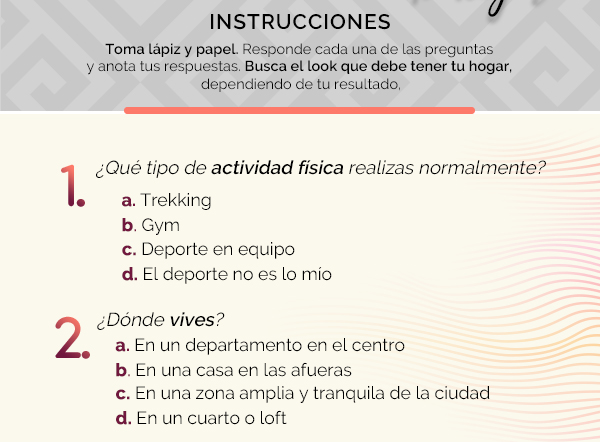 INSTRUCCIONES
Toma lápiz y papel. Responde cada una de las preguntas
y anota tus respuestas. Busca el look que debe tener tu hogar,
dependiendo de tu resultado.
1. ¿Qué tipo de actividad física realizas normalmente?
a. Trekking
b. Gym
c. Deporte en equipo
d. El deporte no es lo mío
2. ¿Dónde vives?
a. En un departamento en el centro
b. En una casa en las afueras
c. En una zona amplia y tranquila de la ciudad
d. En un cuarto o loft